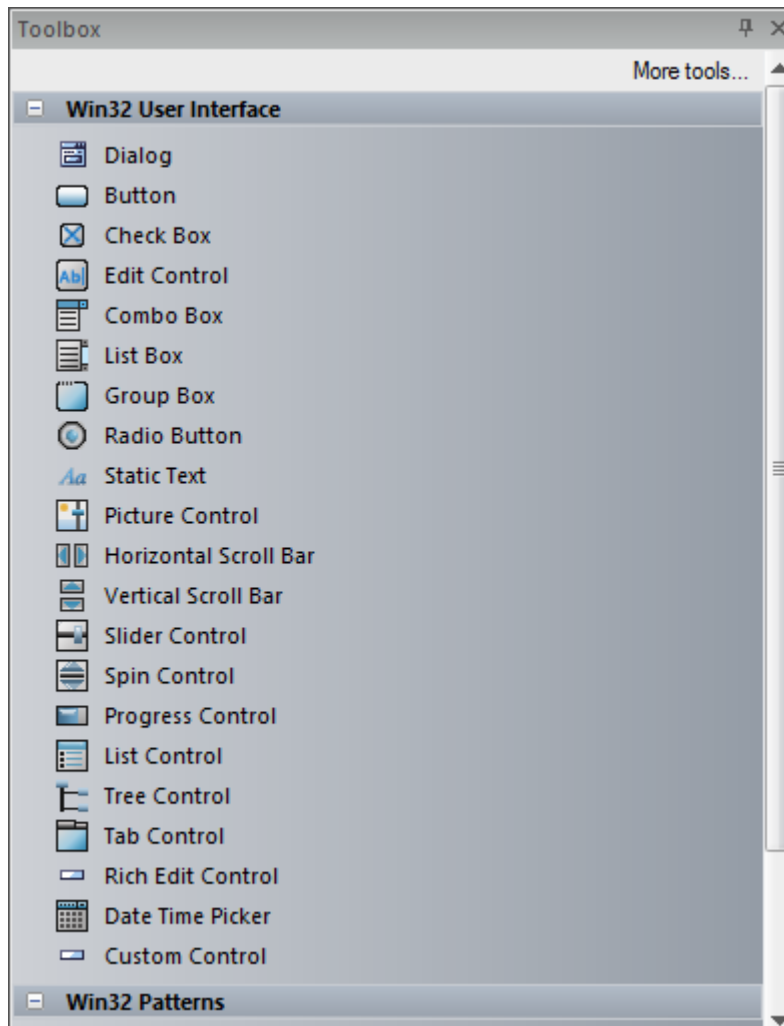 Toolbox
More tools...
Win32 User Interface
Dialog
Button
Check Box
Ab Edit Control
Combo Box
List Box
Group Box
Radio Button
Aa Static Text
Picture Control
Horizontal Scroll Bar
Vertical Scroll Bar
Slider Control
Spin Control
Progress Control
List Control
Tree Control
Tab Control
Rich Edit Control
Date Time Picker
Custom Control
Win32 Patterns